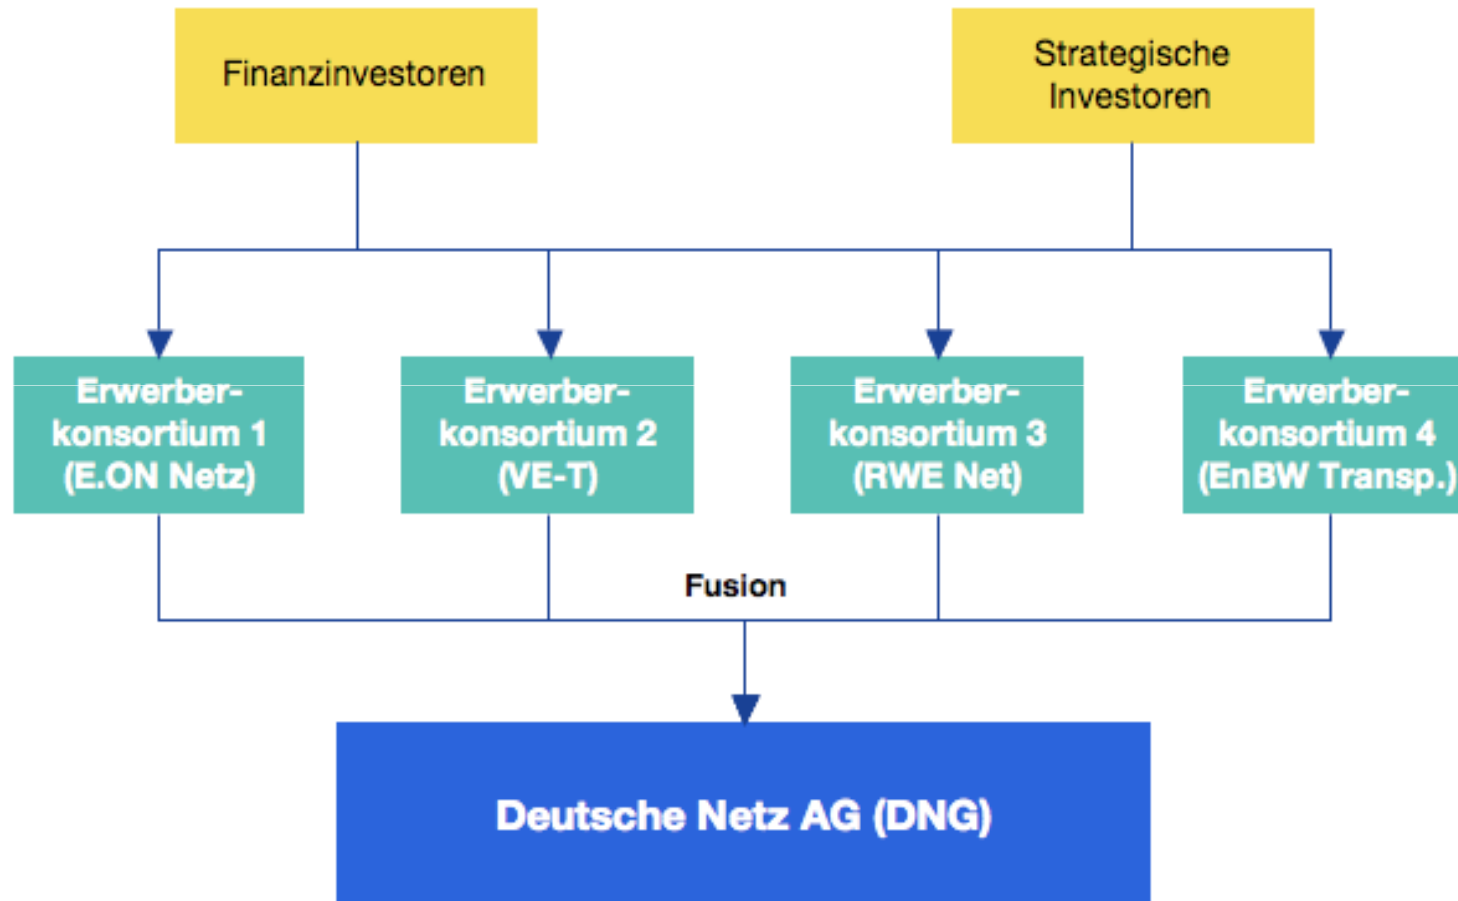 Finanzinvestoren
Strategische
Investoren
Erwerber-
konsortium 1
(E.ON Netz)
Erwerber-
konsortium 2
(VE-T)
Erwerber-
konsortium 3
(RWE Net)
Erwerber-
konsortium 4
(EnBW Transp.)
Fusion
Deutsche Netz AG (DNG)